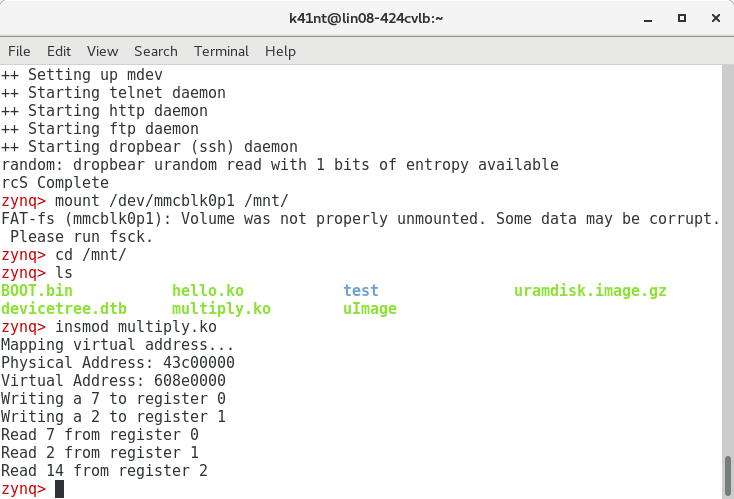 k41nt@lin08-424cvlb:~
File Edit View Search Terminal Help
++ Setting up mdev
++ Starting telnet daemon
++ Starting http daemon
++ Starting ftp daemon
++ Starting dropbear (ssh) daemon
random: dropbear urandom read with 1 bits of entropy available
rcS Complete
zynq> mount /dev/mmcblk0p1 /mnt/
FAT-fs (mmcblk0p1): Volume was not properly unmounted. Some data may be corrupt.
 Please run fsck.
zynq> cd /mnt/
zynq> ls
BOOT.bin           hello.ko           test               uramdisk.image.gz
devicetree.dtb     multiply.ko        uImage
zynq> insmod multiply.ko
Mapping virtual address...
Physical Address: 43c00000
Virtual Address: 608e0000
Writing a 7 to register 0
Writing a 2 to register 1
Read 7 from register 0
Read 2 from register 1
Read 14 from register 2
zynq>